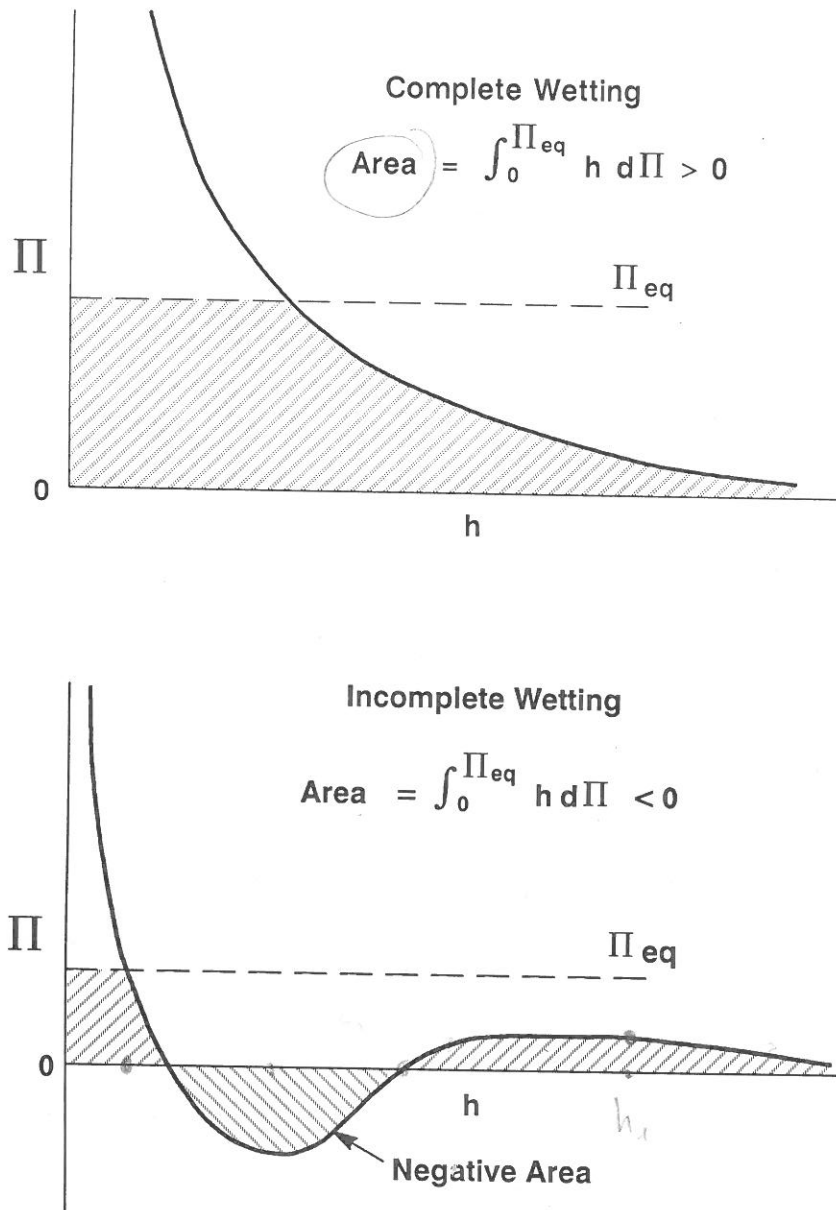 Complete Wetting
Area = ∫₀^Πeq h dΠ > 0
Π
Πeq
0
h
Incomplete Wetting
Area = ∫₀^Πeq h dΠ < 0
Π
Πeq
0
h
h₁
Negative Area